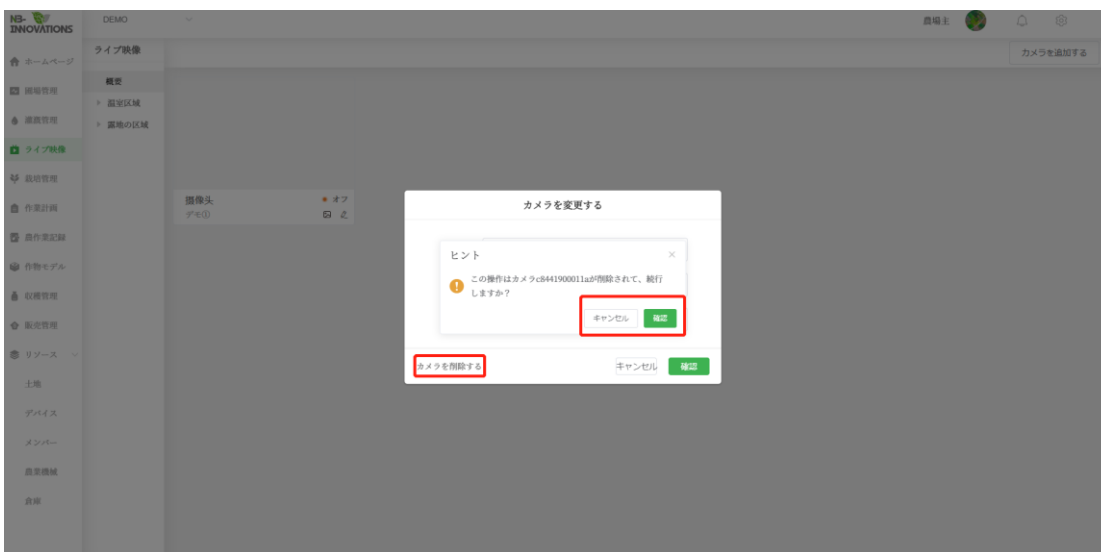 NB-
INNOVATIONS
DEMO
農場主
ライブ映像
カメラを追加する
ホームページ
圃場管理
灌漑管理
ライブ映像
栽培管理
作業計画
農作業記録
作物モデル
収穫管理
販売管理
リソース
土地
デバイス
メンバー
農業機械
倉庫
概要
温室区域
露地の区域
摄像头
オフ
デモ①
カメラを変更する
ヒント
この操作はカメラc8441900011aが削除されて、続行
しますか？
キャンセル 確認
カメラを削除する
キャンセル 確認